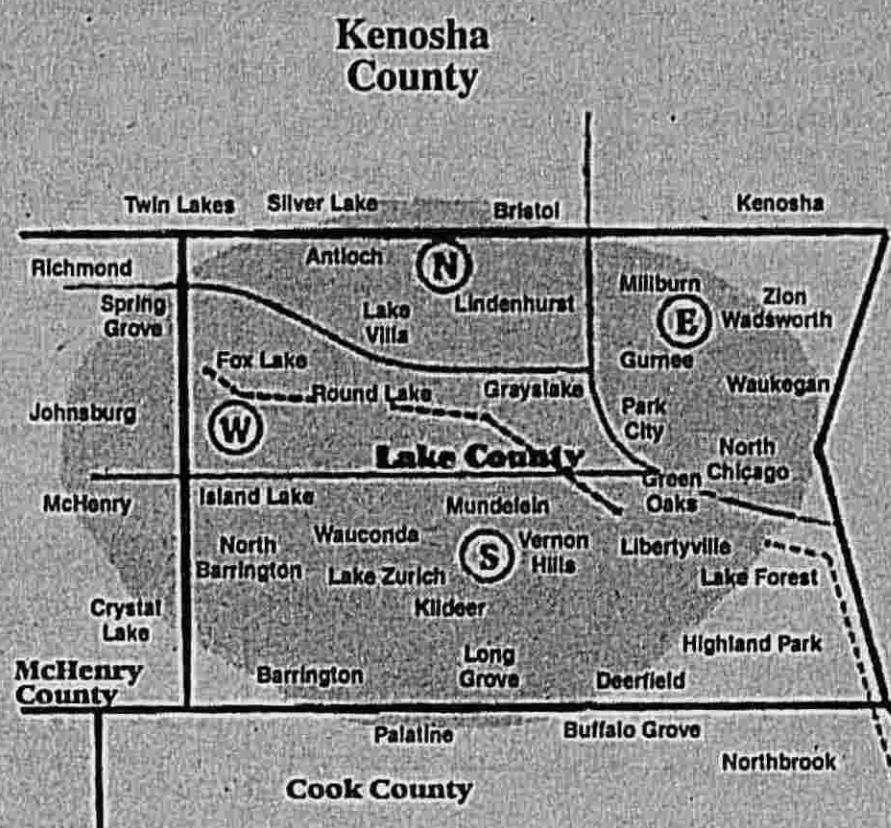 Kenosha
County
Twin Lakes
Silver Lake
Bristol
Kenosha
Richmond
Antioch
N
Millburn
Zion
Spring
Grove
Lake
Villa
Lindenhurst
E
Wadsworth
Fox Lake
Gurnee
Round Lake
Grayslake
Waukegan
Johnsburg
W
Park
City
Lake County
North
Chicago
McHenry
Island Lake
Mundelein
Green
Oaks
North
Barrington
Wauconda
S
Vernon
Hills
Libertyville
Lake Zurich
Lake Forest
Kildeer
Crystal
Lake
Highland Park
McHenry
County
Barrington
Long
Grove
Deerfield
Palatine
Buffalo Grove
Northbrook
Cook County